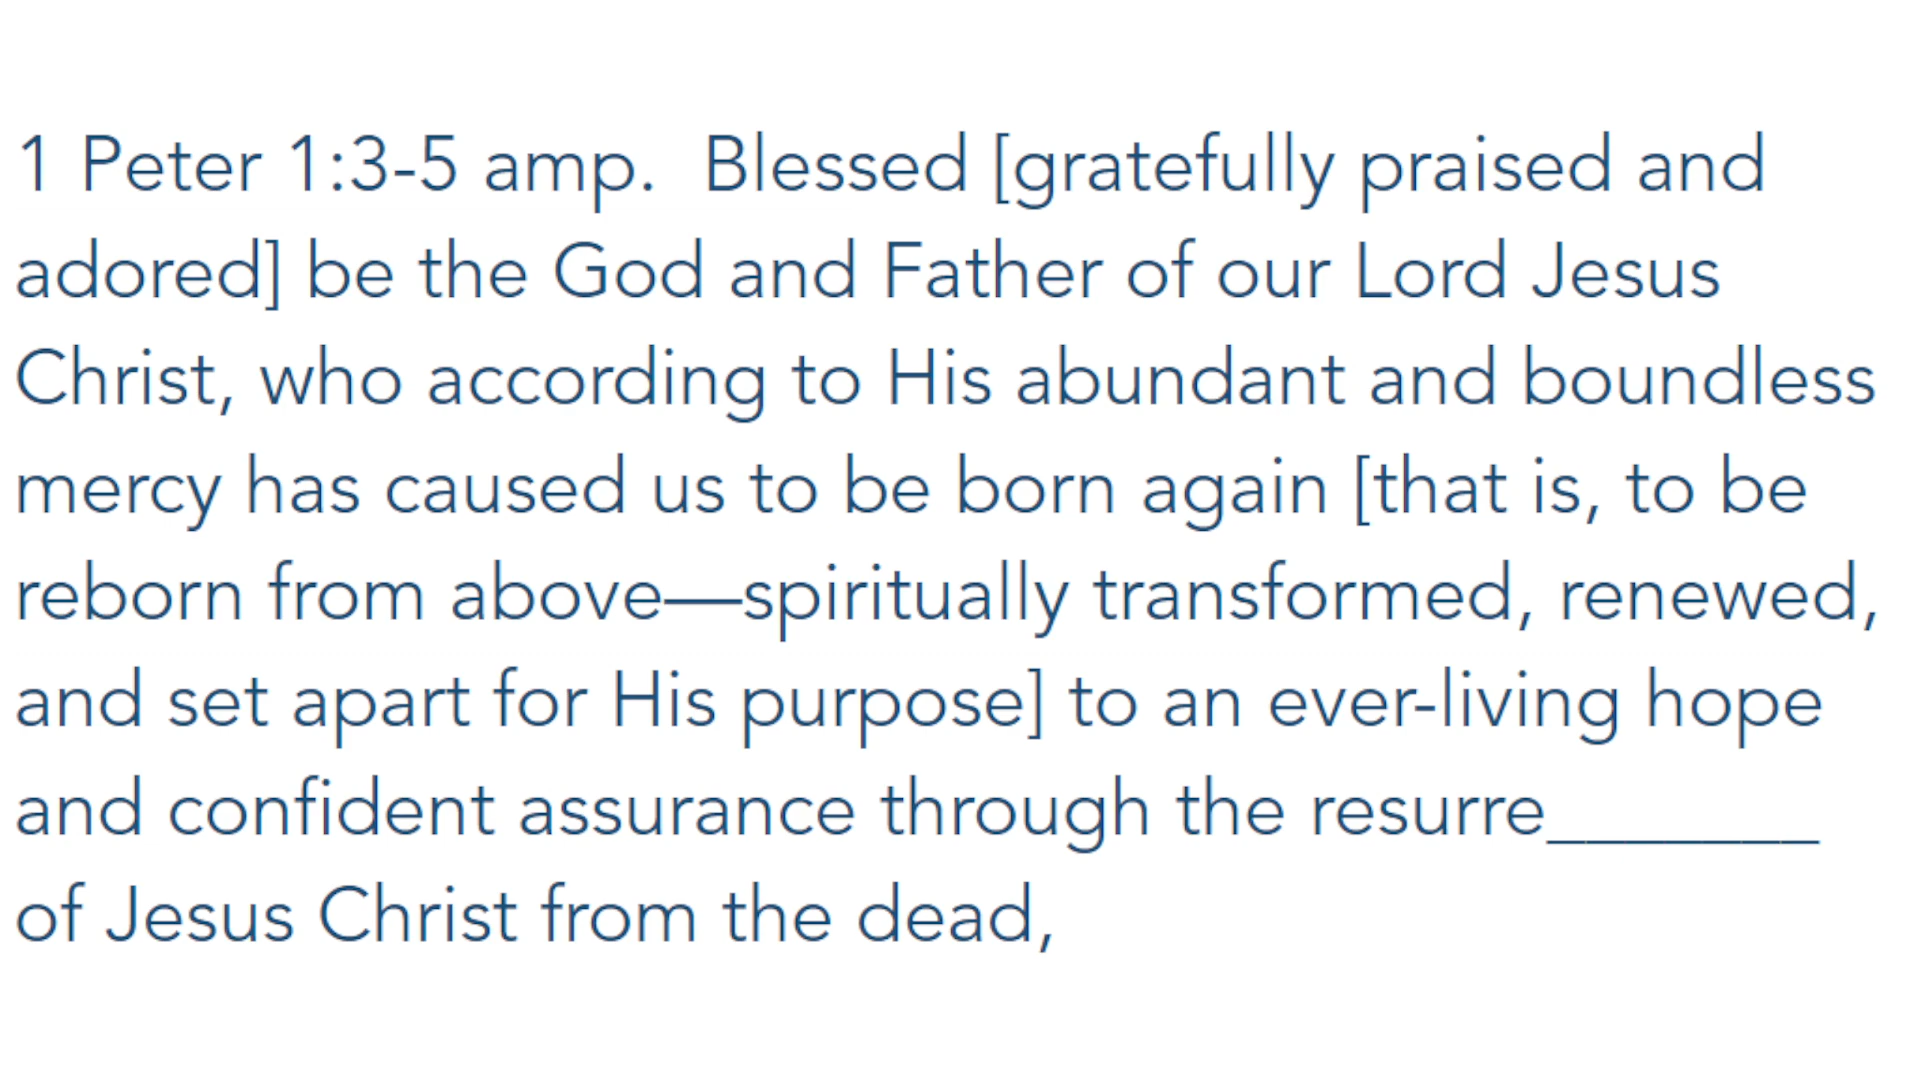 1 Peter 1:3-5 amp.  Blessed [gratefully praised and
adored] be the God and Father of our Lord Jesus
Christ, who according to His abundant and boundless
mercy has caused us to be born again [that is, to be
reborn from above—spiritually transformed, renewed,
and set apart for His purpose] to an ever-living hope
and confident assurance through the resurre_______
of Jesus Christ from the dead,